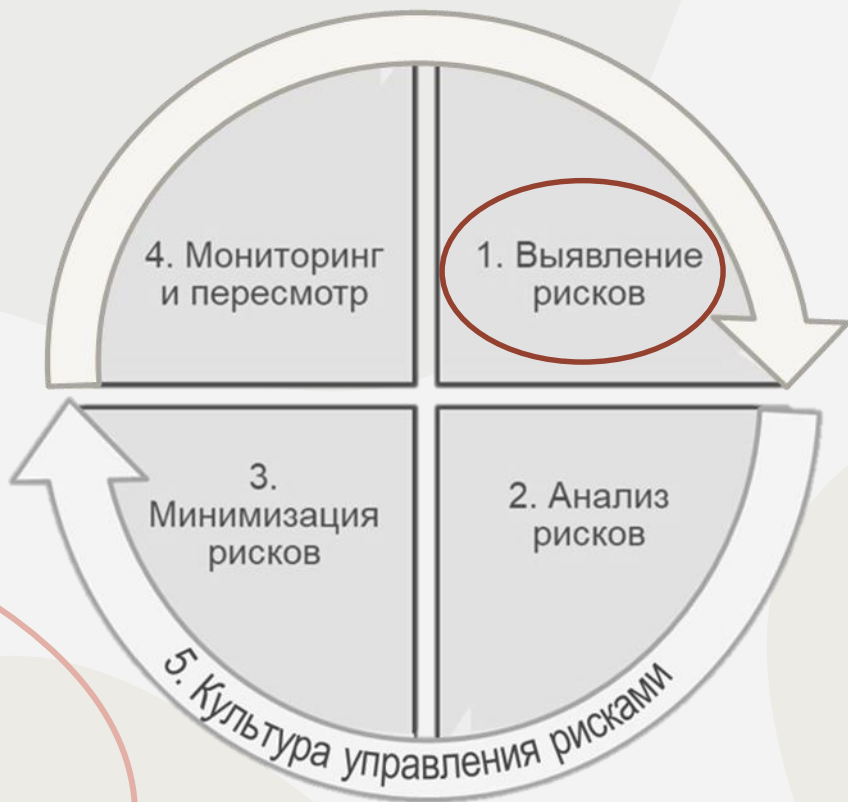 1. Выявление
рисков
2. Анализ
рисков
3.
Минимизация
рисков
4. Мониторинг
и пересмотр
5. Культура управления рисками